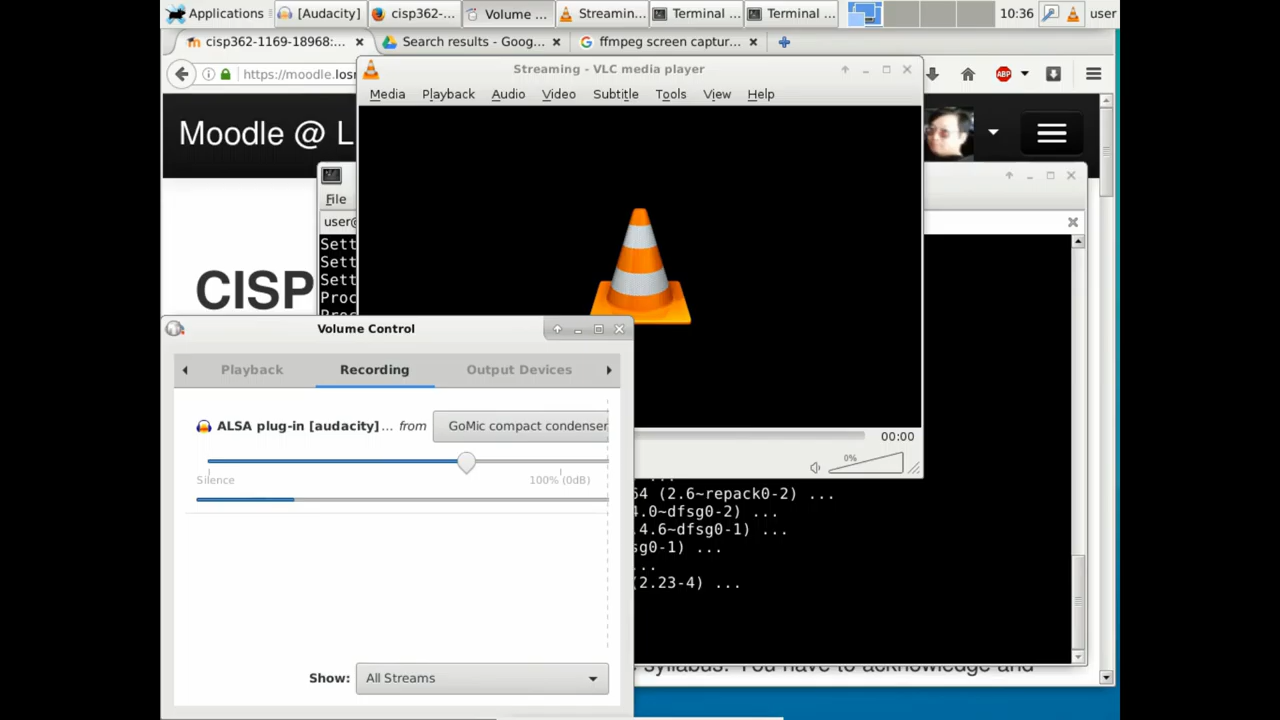 Applications [Audacity] cisp362-... Volume ... Streamin... Terminal ... Terminal ... 10:36 user
cisp362-1169-18968:... Search results - Goog... ffmpeg screen captur...
https://moodle.losr
Streaming - VLC media player
Media Playback Audio Video Subtitle Tools View Help
ABP
Moodle @ L
File
user@
Sett
Sett
Sett
Proc
CISP
00:00
0%
Volume Control
Playback Recording Output Devices
ALSA plug-in [audacity]... from GoMic compact condenser
Silence 100% (0dB)
Show: All Streams
54 (2.6~repack0-2) ...
4.0~dfsg0-2) ...
4.6~dfsg0-1) ...
sg0-1) ...
...
(2.23-4) ...
syllabus. You have to acknowledge and